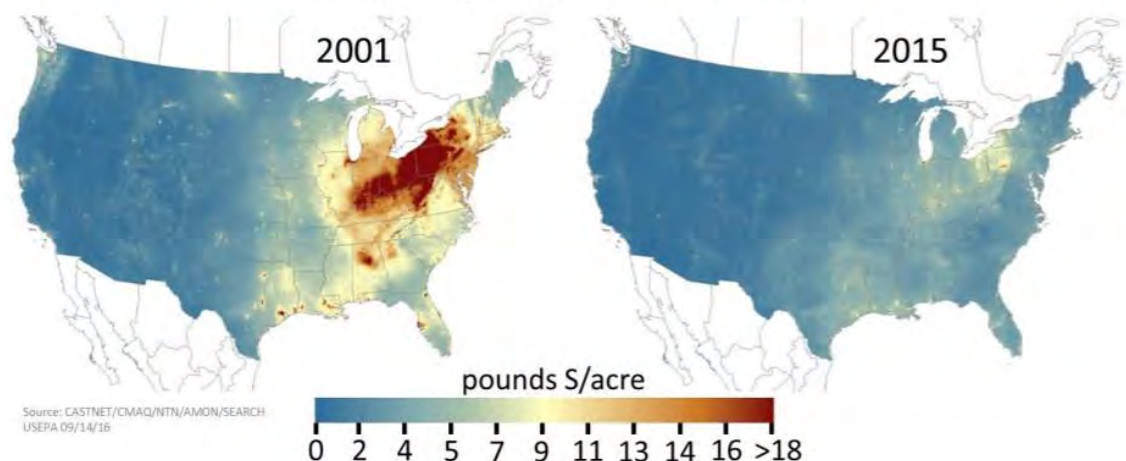 2001
2015
pounds S/acre
Source: CASTNET/CMAQ/NTN/AMON/SEARCH
USEPA 09/14/16
0 2 4 5 7 9 11 13 14 16 >18